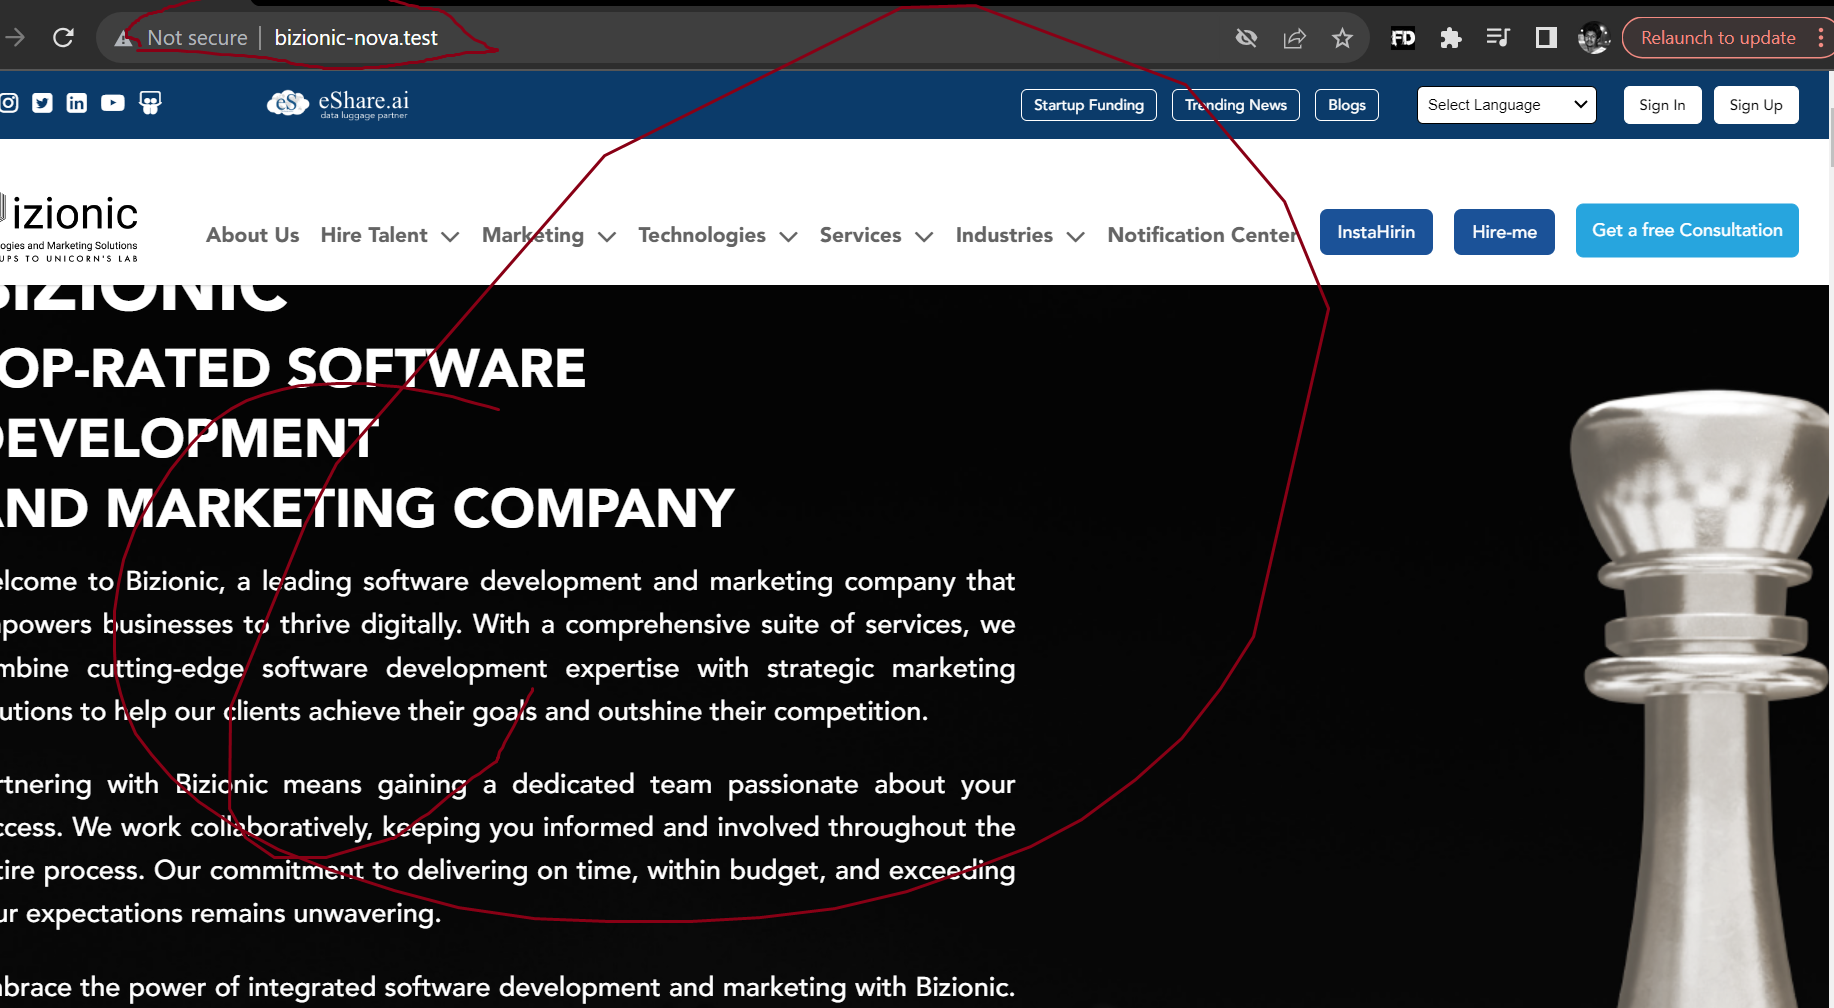 Not secure | bizionic-nova.test
FD
Relaunch to update
eS eShare.ai
data luggage partner
Startup Funding
Trending News
Blogs
Select Language
Sign In
Sign Up
izionic
ogies and Marketing Solutions
UPS TO UNICORN'S LAB
About Us
Hire Talent
Marketing
Technologies
Services
Industries
Notification Center
InstaHirin
Hire-me
Get a free Consultation
BIZIONIC
OP-RATED SOFTWARE
DEVELOPMENT
AND MARKETING COMPANY
elcome to Bizionic, a leading software development and marketing company that
powers businesses to thrive digitally. With a comprehensive suite of services, we
mbine cutting-edge software development expertise with strategic marketing
utions to help our clients achieve their goals and outshine their competition.
rtnering with Bizionic means gaining a dedicated team passionate about your
ccess. We work collaboratively, keeping you informed and involved throughout the
tire process. Our commitment to delivering on time, within budget, and exceeding
ur expectations remains unwavering.
brace the power of integrated software development and marketing with Bizionic.